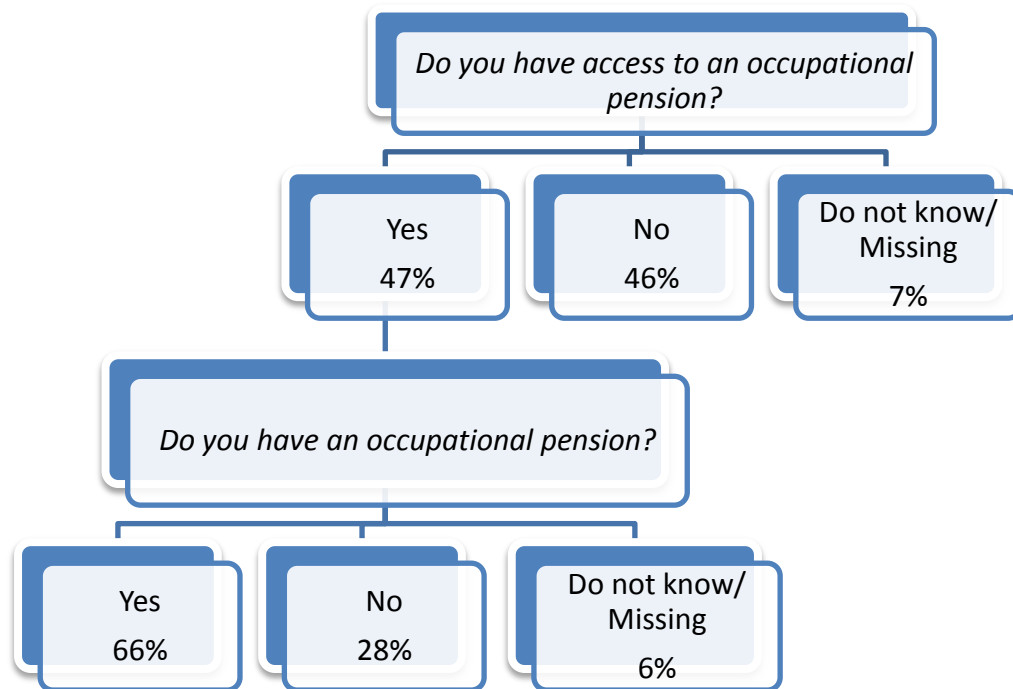 Do you have access to an occupational
pension?
Yes
47%
No
46%
Do not know/
Missing
7%
Do you have an occupational pension?
Yes
66%
No
28%
Do not know/
Missing
6%